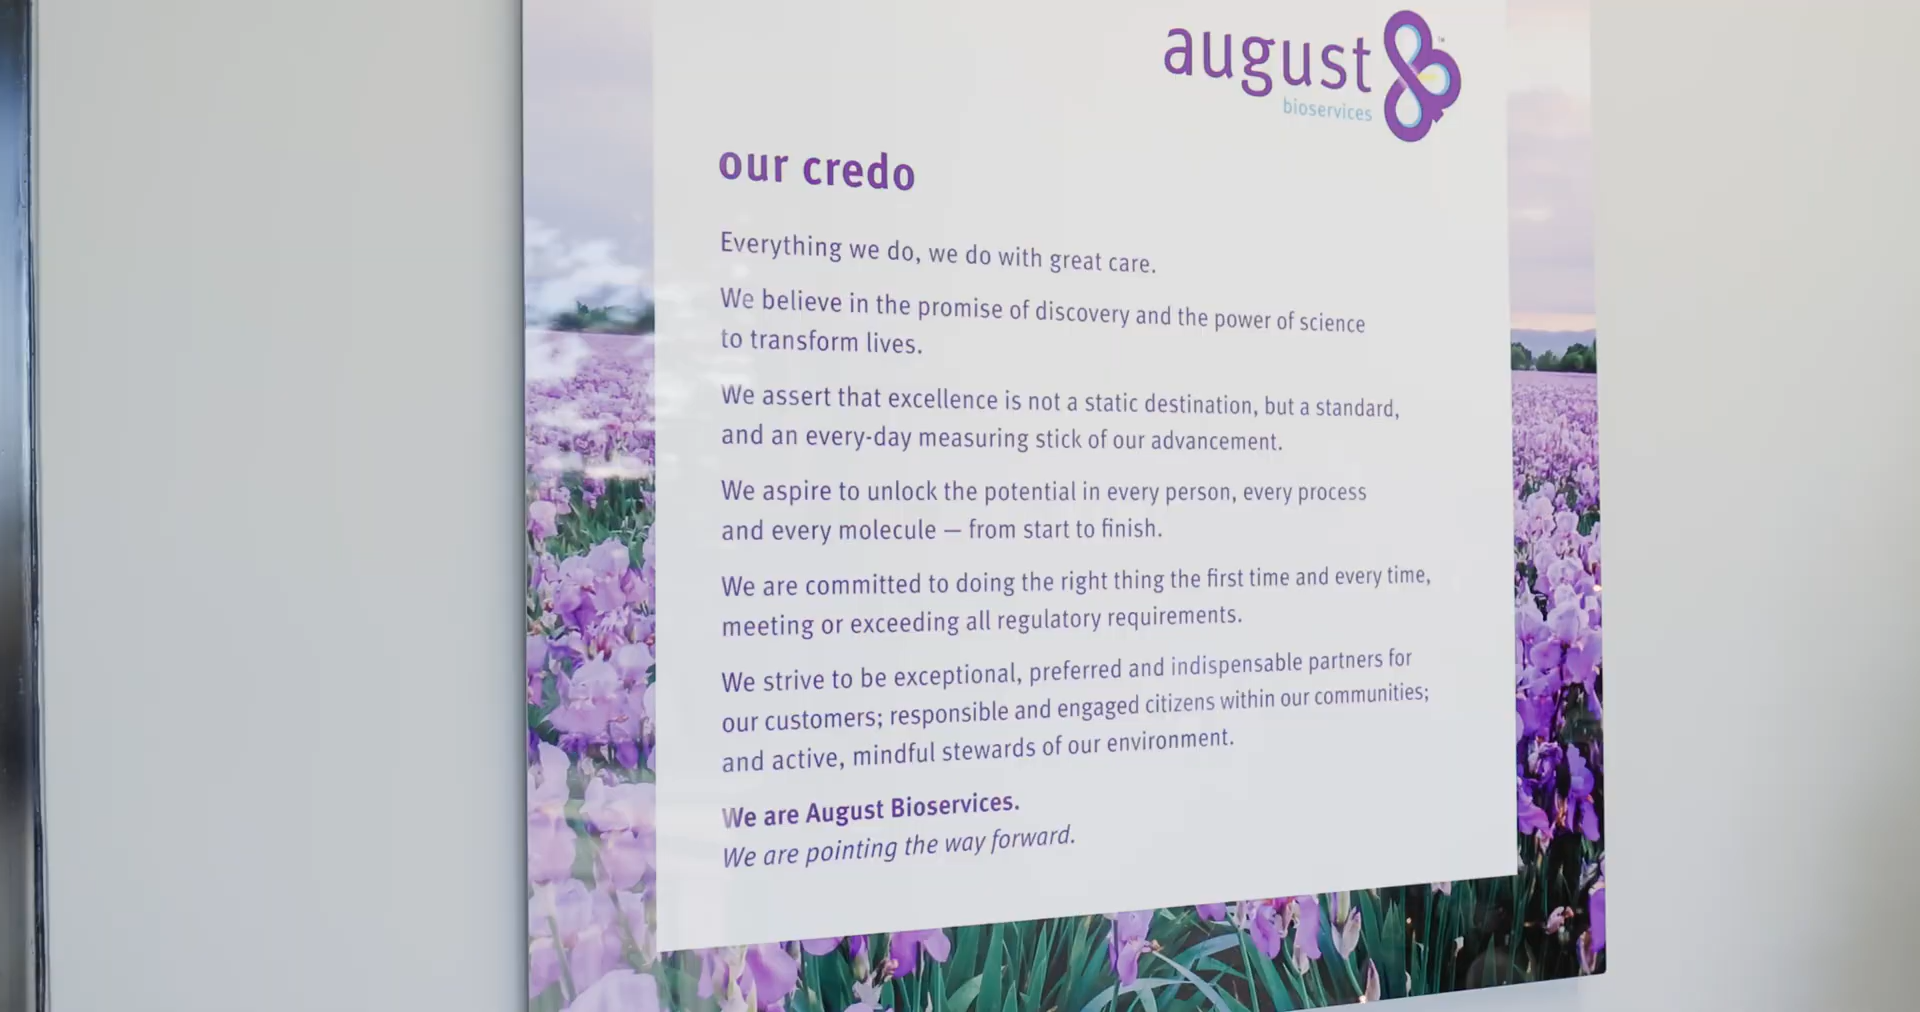 august
bioservices
our credo
Everything we do, we do with great care.
We believe in the promise of discovery and the power of science
to transform lives.
We assert that excellence is not a static destination, but a standard,
and an every-day measuring stick of our advancement.
We aspire to unlock the potential in every person, every process
and every molecule — from start to finish.
We are committed to doing the right thing the first time and every time,
meeting or exceeding all regulatory requirements.
We strive to be exceptional, preferred and indispensable partners for
our customers; responsible and engaged citizens within our communities;
and active, mindful stewards of our environment.
We are August Bioservices.
We are pointing the way forward.